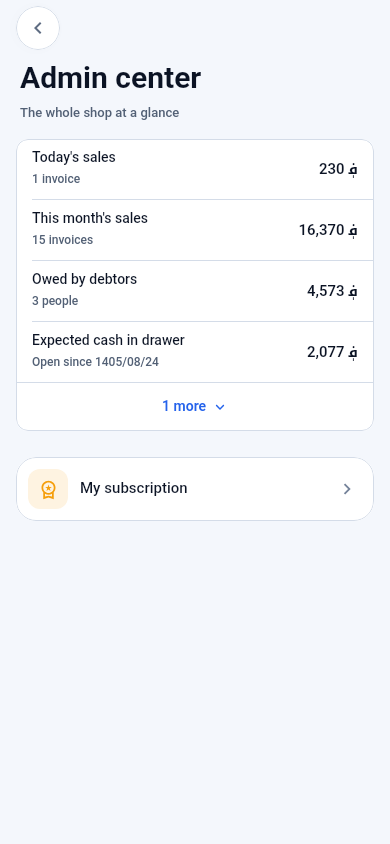 Admin center
The whole shop at a glance
Today's sales
1 invoice
230 ؋
This month's sales
15 invoices
16,370 ؋
Owed by debtors
3 people
4,573 ؋
Expected cash in drawer
Open since 1405/08/24
2,077 ؋
1 more
My subscription